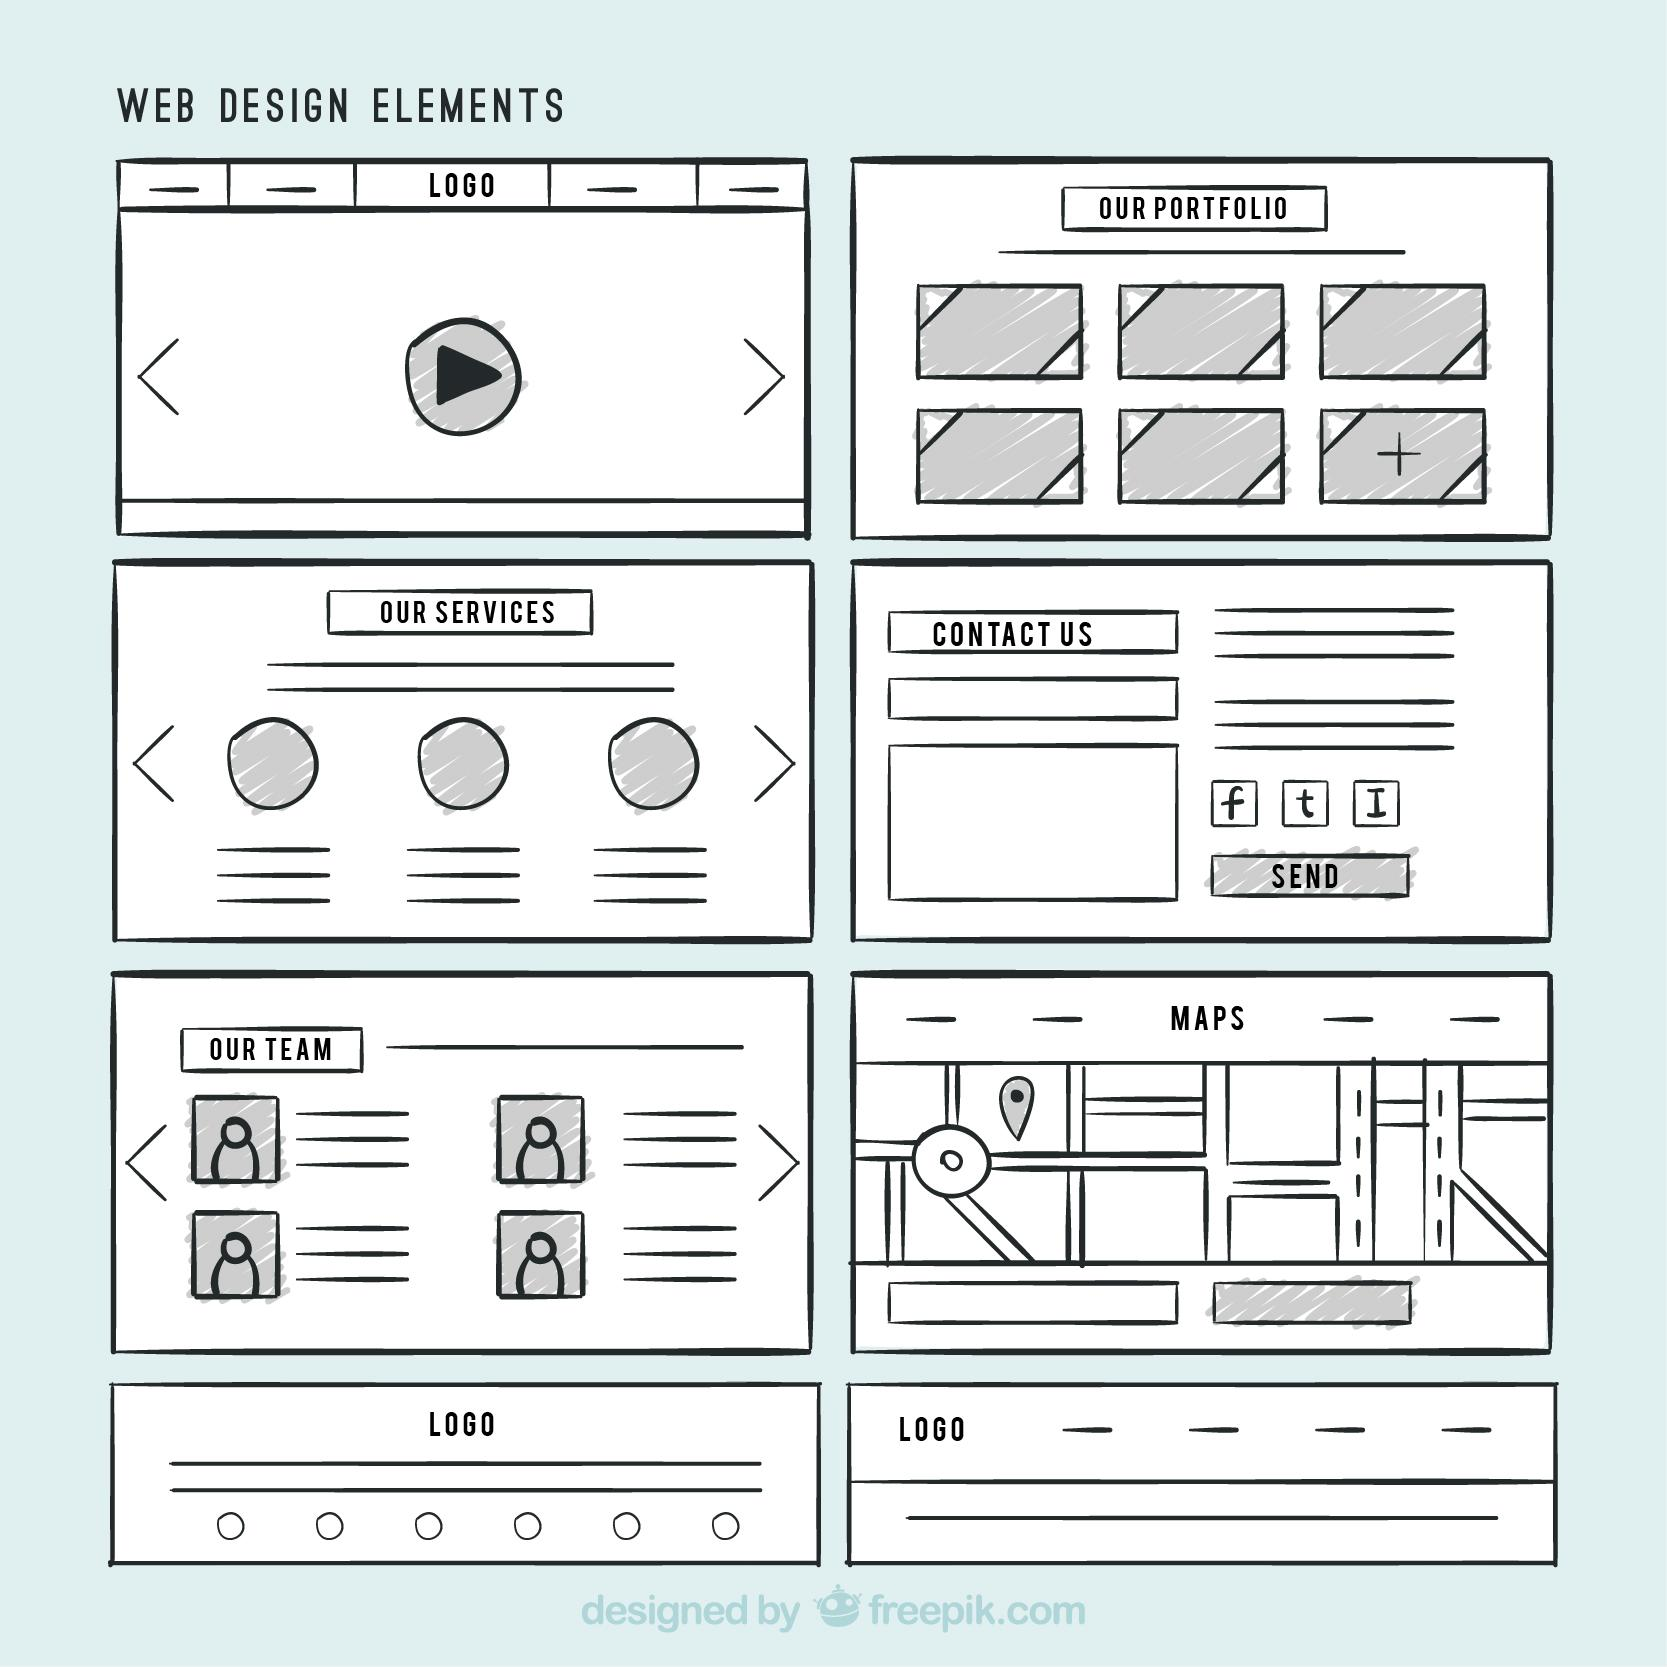 WEB DESIGN ELEMENTS
LOGO
OUR PORTFOLIO
OUR SERVICES
CONTACT US
f t I
SEND
OUR TEAM
MAPS
LOGO
LOGO
designed by freepik.com